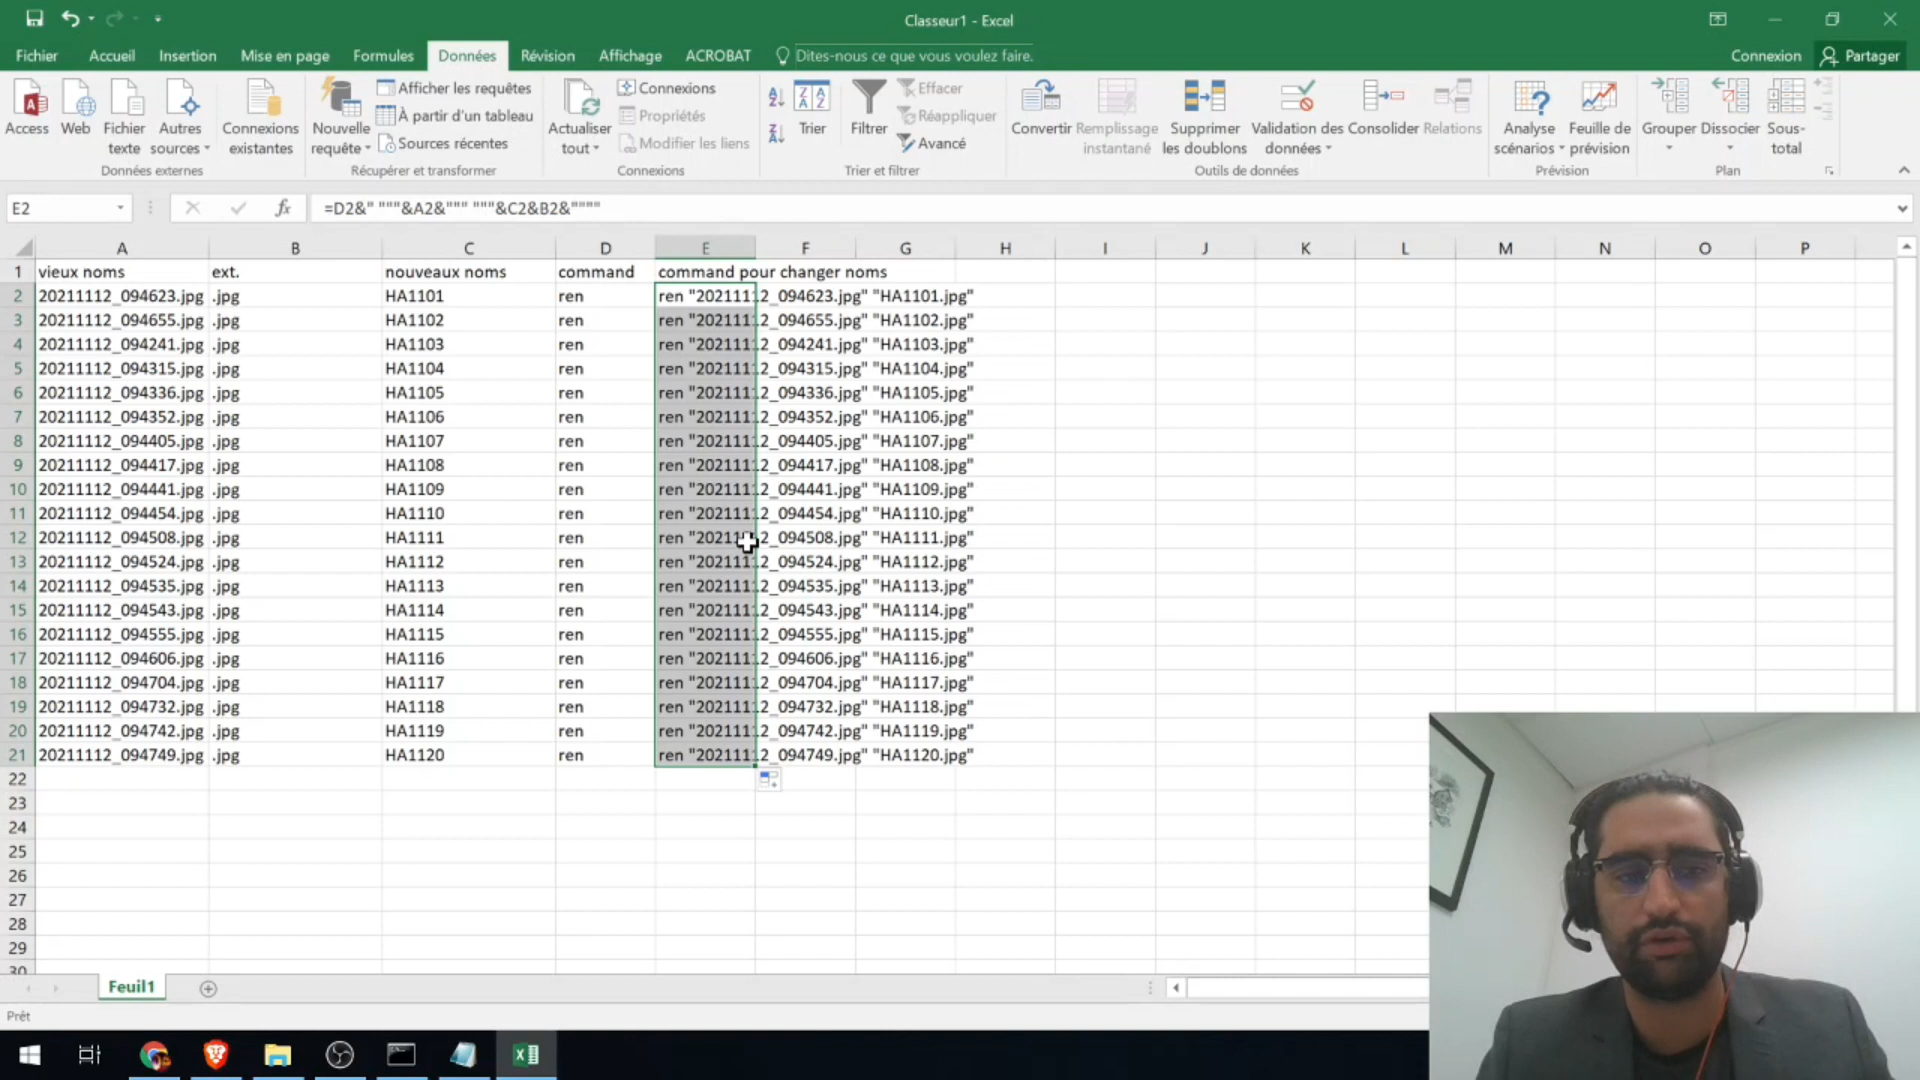 Classeur1 - Excel
Fichier Accueil Insertion Mise en page Formules Données Révision Affichage ACROBAT Dites-nous ce que vous voulez faire. Connexion Partager
Access Web Fichier texte Autres sources Connexions existantes Nouvelle requête Afficher les requêtes À partir d'un tableau Sources récentes Actualiser tout Connexions Propriétés Modifier les liens Trier Filtrer Effacer Réappliquer Avancé Convertir Remplissage instantané Supprimer les doublons Validation des données Consolider Relations Analyse scénarios Feuille de prévision Grouper Dissocier Sous-total
Données externes Récupérer et transformer Connexions Trier et filtrer Outils de données Prévision Plan
E2 fx =D2&" """&A2&""" """&C2&B2&""""
A B C D E F G H I J K L M N O P
1 vieux noms ext. nouveaux noms command command pour changer noms
2 20211112_094623.jpg .jpg HA1101 ren ren "20211112_094623.jpg" "HA1101.jpg"
3 20211112_094655.jpg .jpg HA1102 ren ren "20211112_094655.jpg" "HA1102.jpg"
4 20211112_094241.jpg .jpg HA1103 ren ren "20211112_094241.jpg" "HA1103.jpg"
5 20211112_094315.jpg .jpg HA1104 ren ren "20211112_094315.jpg" "HA1104.jpg"
6 20211112_094336.jpg .jpg HA1105 ren ren "20211112_094336.jpg" "HA1105.jpg"
7 20211112_094352.jpg .jpg HA1106 ren ren "20211112_094352.jpg" "HA1106.jpg"
8 20211112_094405.jpg .jpg HA1107 ren ren "20211112_094405.jpg" "HA1107.jpg"
9 20211112_094417.jpg .jpg HA1108 ren ren "20211112_094417.jpg" "HA1108.jpg"
10 20211112_094441.jpg .jpg HA1109 ren ren "20211112_094441.jpg" "HA1109.jpg"
11 20211112_094454.jpg .jpg HA1110 ren ren "20211112_094454.jpg" "HA1110.jpg"
12 20211112_094508.jpg .jpg HA1111 ren ren "20211112_094508.jpg" "HA1111.jpg"
13 20211112_094524.jpg .jpg HA1112 ren ren "20211112_094524.jpg" "HA1112.jpg"
14 20211112_094535.jpg .jpg HA1113 ren ren "20211112_094535.jpg" "HA1113.jpg"
15 20211112_094543.jpg .jpg HA1114 ren ren "20211112_094543.jpg" "HA1114.jpg"
16 20211112_094555.jpg .jpg HA1115 ren ren "20211112_094555.jpg" "HA1115.jpg"
17 20211112_094606.jpg .jpg HA1116 ren ren "20211112_094606.jpg" "HA1116.jpg"
18 20211112_094704.jpg .jpg HA1117 ren ren "20211112_094704.jpg" "HA1117.jpg"
19 20211112_094732.jpg .jpg HA1118 ren ren "20211112_094732.jpg" "HA1118.jpg"
20 20211112_094742.jpg .jpg HA1119 ren ren "20211112_094742.jpg" "HA1119.jpg"
21 20211112_094749.jpg .jpg HA1120 ren ren "20211112_094749.jpg" "HA1120.jpg"
22
23
24
25
26
27
28
29
30
Feuil1
Prêt